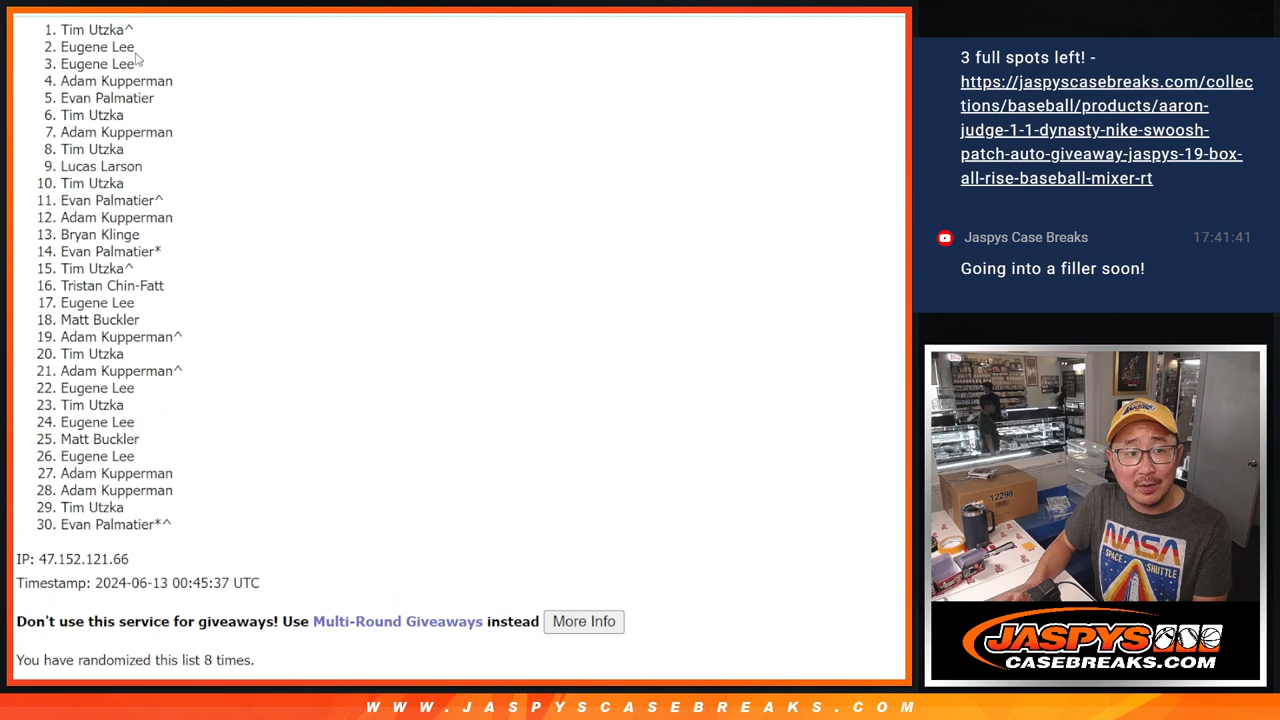 1. Tim Utzka^
2. Eugene Lee
3. Eugene Lee
4. Adam Kupperman
5. Evan Palmatier
6. Tim Utzka
7. Adam Kupperman
8. Tim Utzka
9. Lucas Larson
10. Tim Utzka
11. Evan Palmatier^
12. Adam Kupperman
13. Bryan Klinge
14. Evan Palmatier*
15. Tim Utzka^
16. Tristan Chin-Fatt
17. Eugene Lee
18. Matt Buckler
19. Adam Kupperman^
20. Tim Utzka
21. Adam Kupperman^
22. Eugene Lee
23. Tim Utzka
24. Eugene Lee
25. Matt Buckler
26. Eugene Lee
27. Adam Kupperman
28. Adam Kupperman
29. Tim Utzka
30. Evan Palmatier*^
IP: 47.152.121.66
Timestamp: 2024-06-13 00:45:37 UTC
Don't use this service for giveaways! Use Multi-Round Giveaways instead More Info
You have randomized this list 8 times.
3 full spots left! -
https://jaspyscasebreaks.com/collec
tions/baseball/products/aaron-
judge-1-1-dynasty-nike-swoosh-
patch-auto-giveaway-jaspys-19-box-
all-rise-baseball-mixer-rt
Jaspys Case Breaks 17:41:41
Going into a filler soon!
12298
NASA
SPACE SHUTTLE
JASPYS
CASEBREAKS.COM
WWW.JASPYSCASEBREAKS.COM